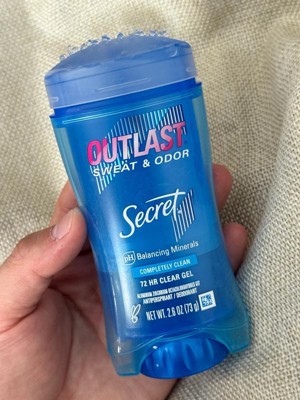 OUTLAST
SWEAT & ODOR
Secret
pH Balancing Minerals
COMPLETELY CLEAN
72 HR CLEAR GEL
ANTIPERSPIRANT / DEODORANT
NET WT. 2.6 OZ (73 g)